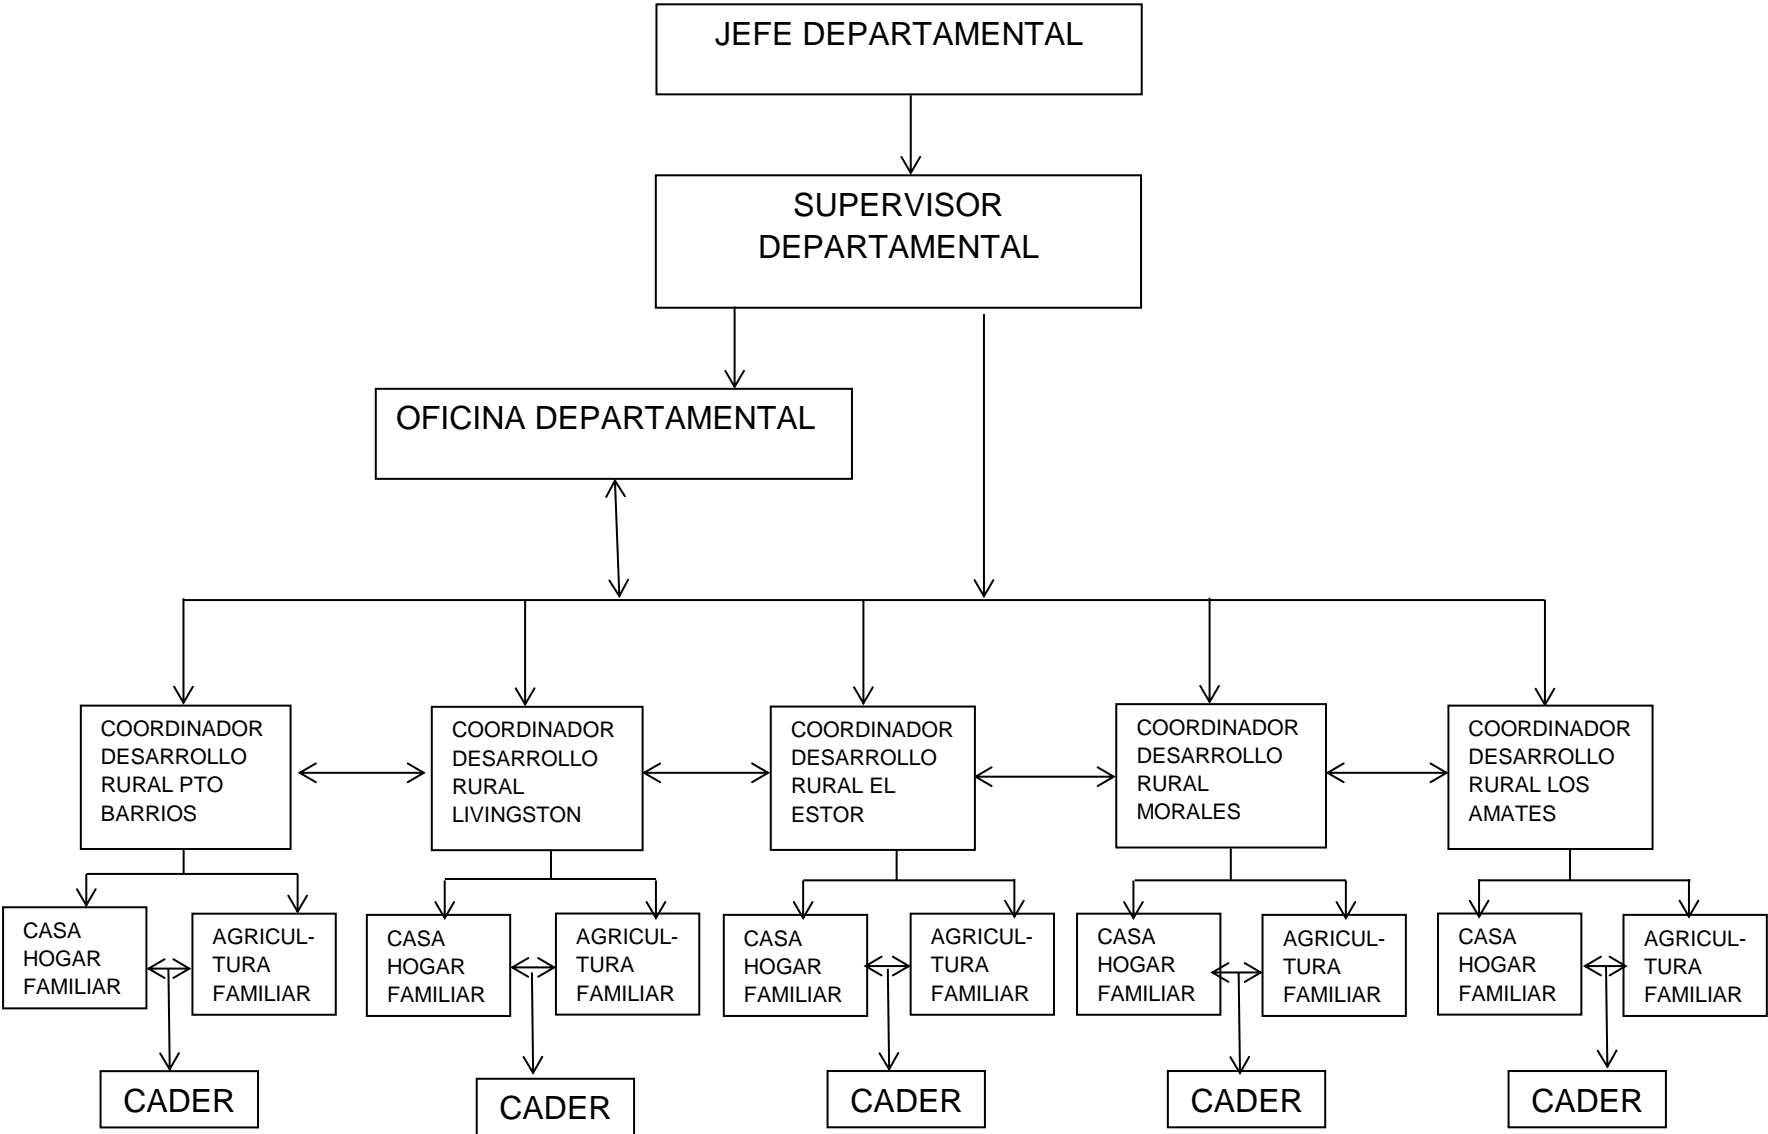 JEFE DEPARTAMENTAL
SUPERVISOR
DEPARTAMENTAL
OFICINA DEPARTAMENTAL
COORDINADOR
DESARROLLO
RURAL PTO
BARRIOS
COORDINADOR
DESARROLLO
RURAL
LIVINGSTON
COORDINADOR
DESARROLLO
RURAL EL
ESTOR
COORDINADOR
DESARROLLO
RURAL
MORALES
COORDINADOR
DESARROLLO
RURAL LOS
AMATES
CASA
HOGAR
FAMILIAR
AGRICUL-
TURA
FAMILIAR
CASA
HOGAR
FAMILIAR
AGRICUL-
TURA
FAMILIAR
CASA
HOGAR
FAMILIAR
AGRICUL-
TURA
FAMILIAR
CASA
HOGAR
FAMILIAR
AGRICUL-
TURA
FAMILIAR
CASA
HOGAR
FAMILIAR
AGRICUL-
TURA
FAMILIAR
CADER
CADER
CADER
CADER
CADER